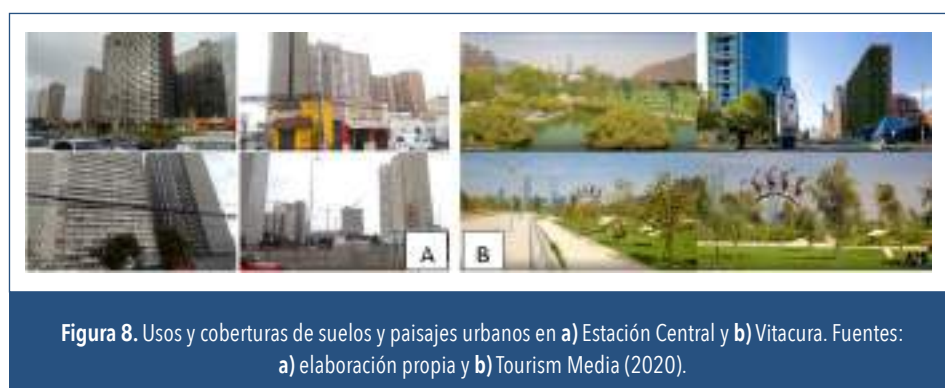 A
B
Figura 8. Usos y coberturas de suelos y paisajes urbanos en a) Estación Central y b) Vitacura. Fuentes:
a) elaboración propia y b) Tourism Media (2020).